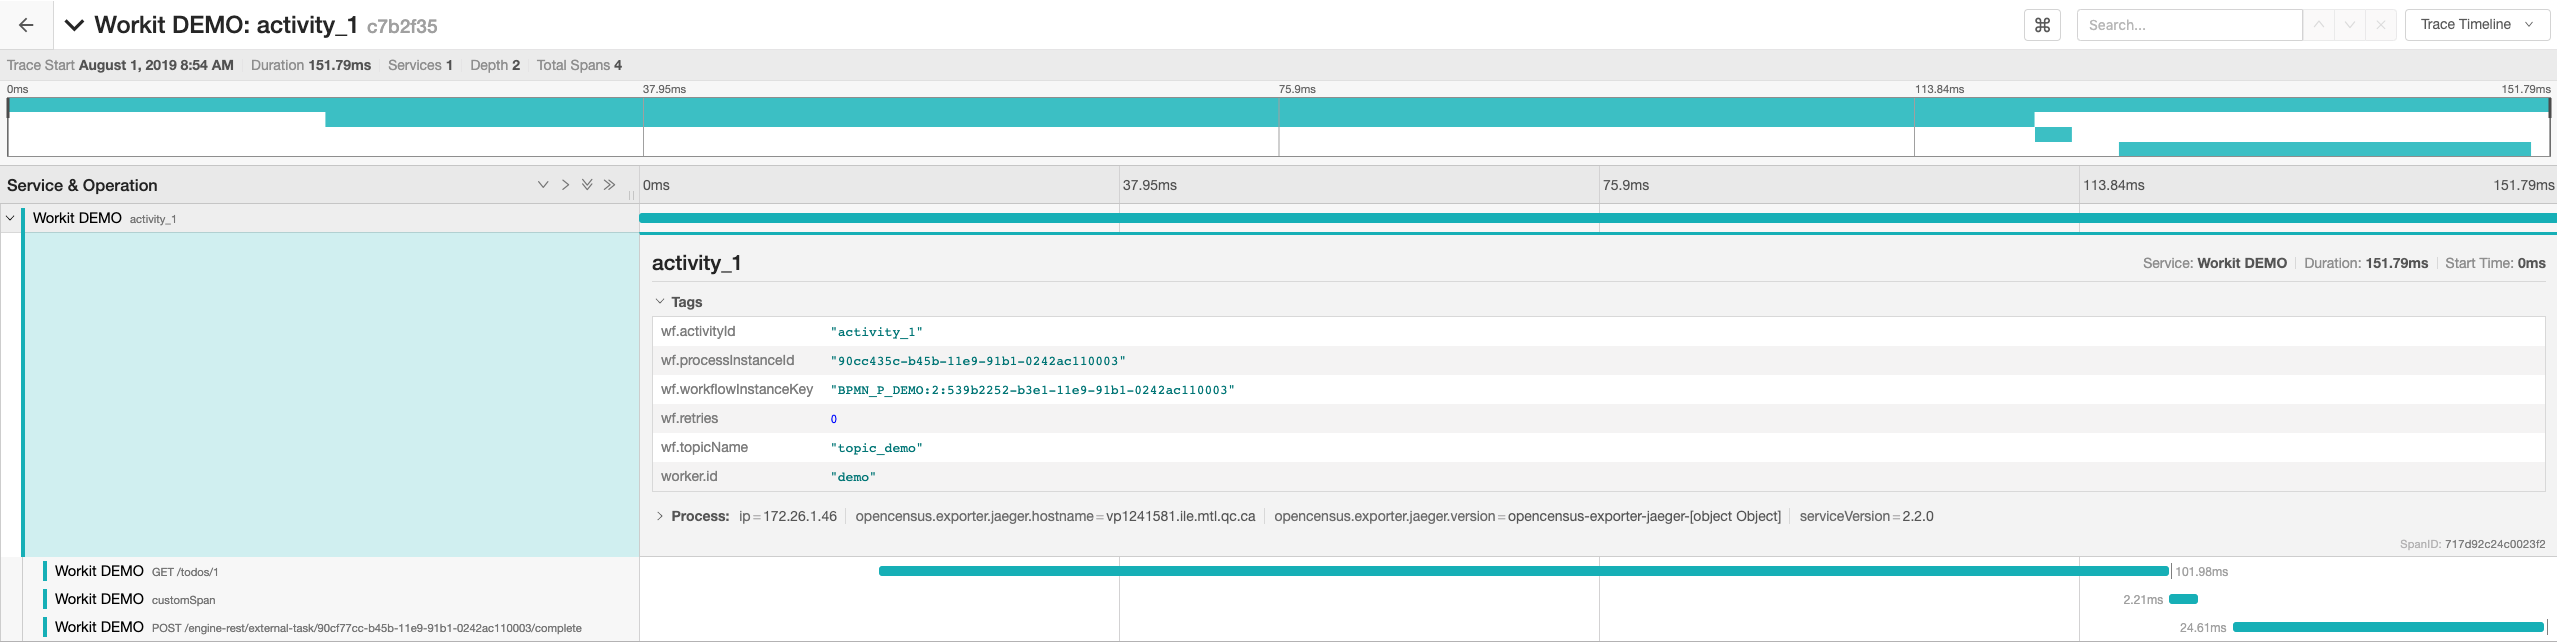 Workit DEMO: activity_1 c7b2f35
⌘ Search... Trace Timeline
Trace Start August 1, 2019 8:54 AM Duration 151.79ms Services 1 Depth 2 Total Spans 4
0ms 37.95ms 75.9ms 113.84ms 151.79ms
Service & Operation 0ms 37.95ms 75.9ms 113.84ms 151.79ms
Workit DEMO activity_1
activity_1 Service: Workit DEMO Duration: 151.79ms Start Time: 0ms
Tags
wf.activityId "activity_1"
wf.processInstanceId "90cc435c-b45b-11e9-91b1-0242ac110003"
wf.workflowInstanceKey "BPMN_P_DEMO:2:539b2252-b3e1-11e9-91b1-0242ac110003"
wf.retries 0
wf.topicName "topic_demo"
worker.id "demo"
Process: ip=172.26.1.46 opencensus.exporter.jaeger.hostname=vp1241581.ile.mtl.qc.ca opencensus.exporter.jaeger.version=opencensus-exporter-jaeger-[object Object] serviceVersion=2.2.0
SpanID: 717d92c24c0023f2
Workit DEMO GET /todos/1 101.98ms
Workit DEMO customSpan 2.21ms
Workit DEMO POST /engine-rest/external-task/90cf77cc-b45b-11e9-91b1-0242ac110003/complete 24.61ms